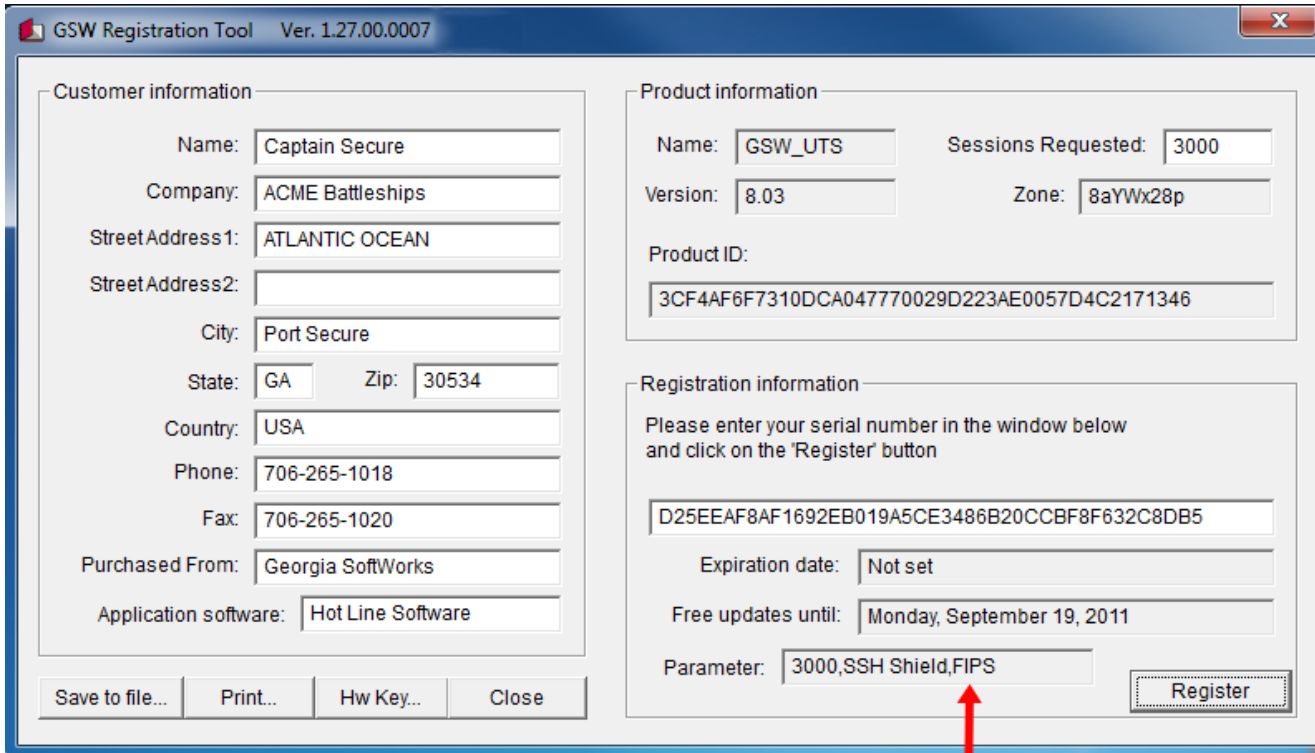 GSW Registration Tool Ver. 1.27.00.0007
Customer information
Name: Captain Secure
Company: ACME Battleships
Street Address1: ATLANTIC OCEAN
Street Address2:
City: Port Secure
State: GA Zip: 30534
Country: USA
Phone: 706-265-1018
Fax: 706-265-1020
Purchased From: Georgia SoftWorks
Application software: Hot Line Software
Save to file... Print... Hw Key... Close
Product information
Name: GSW_UTS Sessions Requested: 3000
Version: 8.03 Zone: 8aYWx28p
Product ID:
3CF4AF6F7310DCA047770029D223AE0057D4C2171346
Registration information
Please enter your serial number in the window below
and click on the 'Register' button
D25EEAF8AF1692EB019A5CE3486B20CCBF8F632C8DB5
Expiration date: Not set
Free updates until: Monday, September 19, 2011
Parameter: 3000,SSH Shield,FIPS
Register